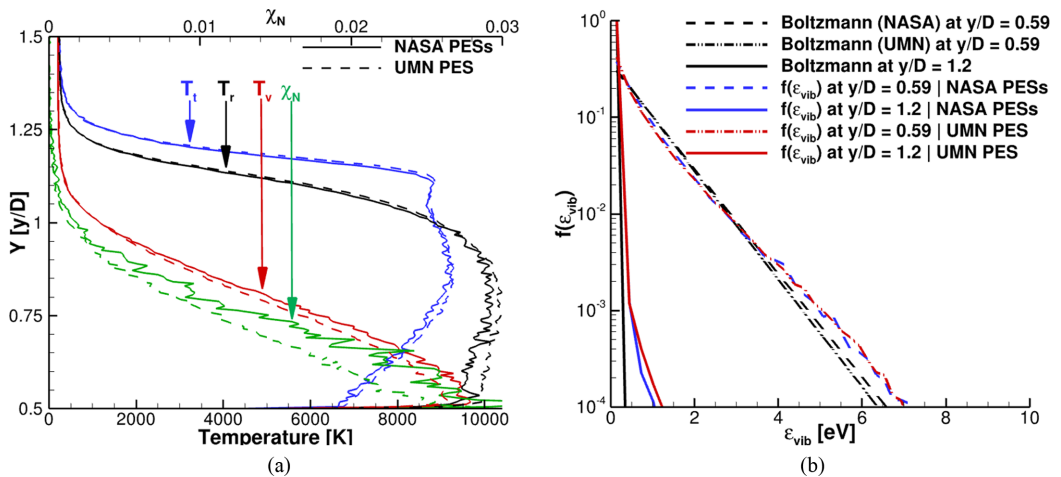 χN
0
0.01
0.02
0.03
1.5
1.25
1
0.75
0.5
Y [y/D]
NASA PESs
UMN PES
Tt
Tr
Tv
χN
0
2000
4000
6000
8000
10000
Temperature [K]
(a)
10^0
10^-1
10^-2
10^-3
10^-4
f(εvib)
Boltzmann (NASA) at y/D = 0.59
Boltzmann (UMN) at y/D = 0.59
Boltzmann at y/D = 1.2
f(εvib) at y/D = 0.59 | NASA PESs
f(εvib) at y/D = 1.2 | NASA PESs
f(εvib) at y/D = 0.59 | UMN PES
f(εvib) at y/D = 1.2 | UMN PES
0
2
4
6
8
10
εvib [eV]
(b)